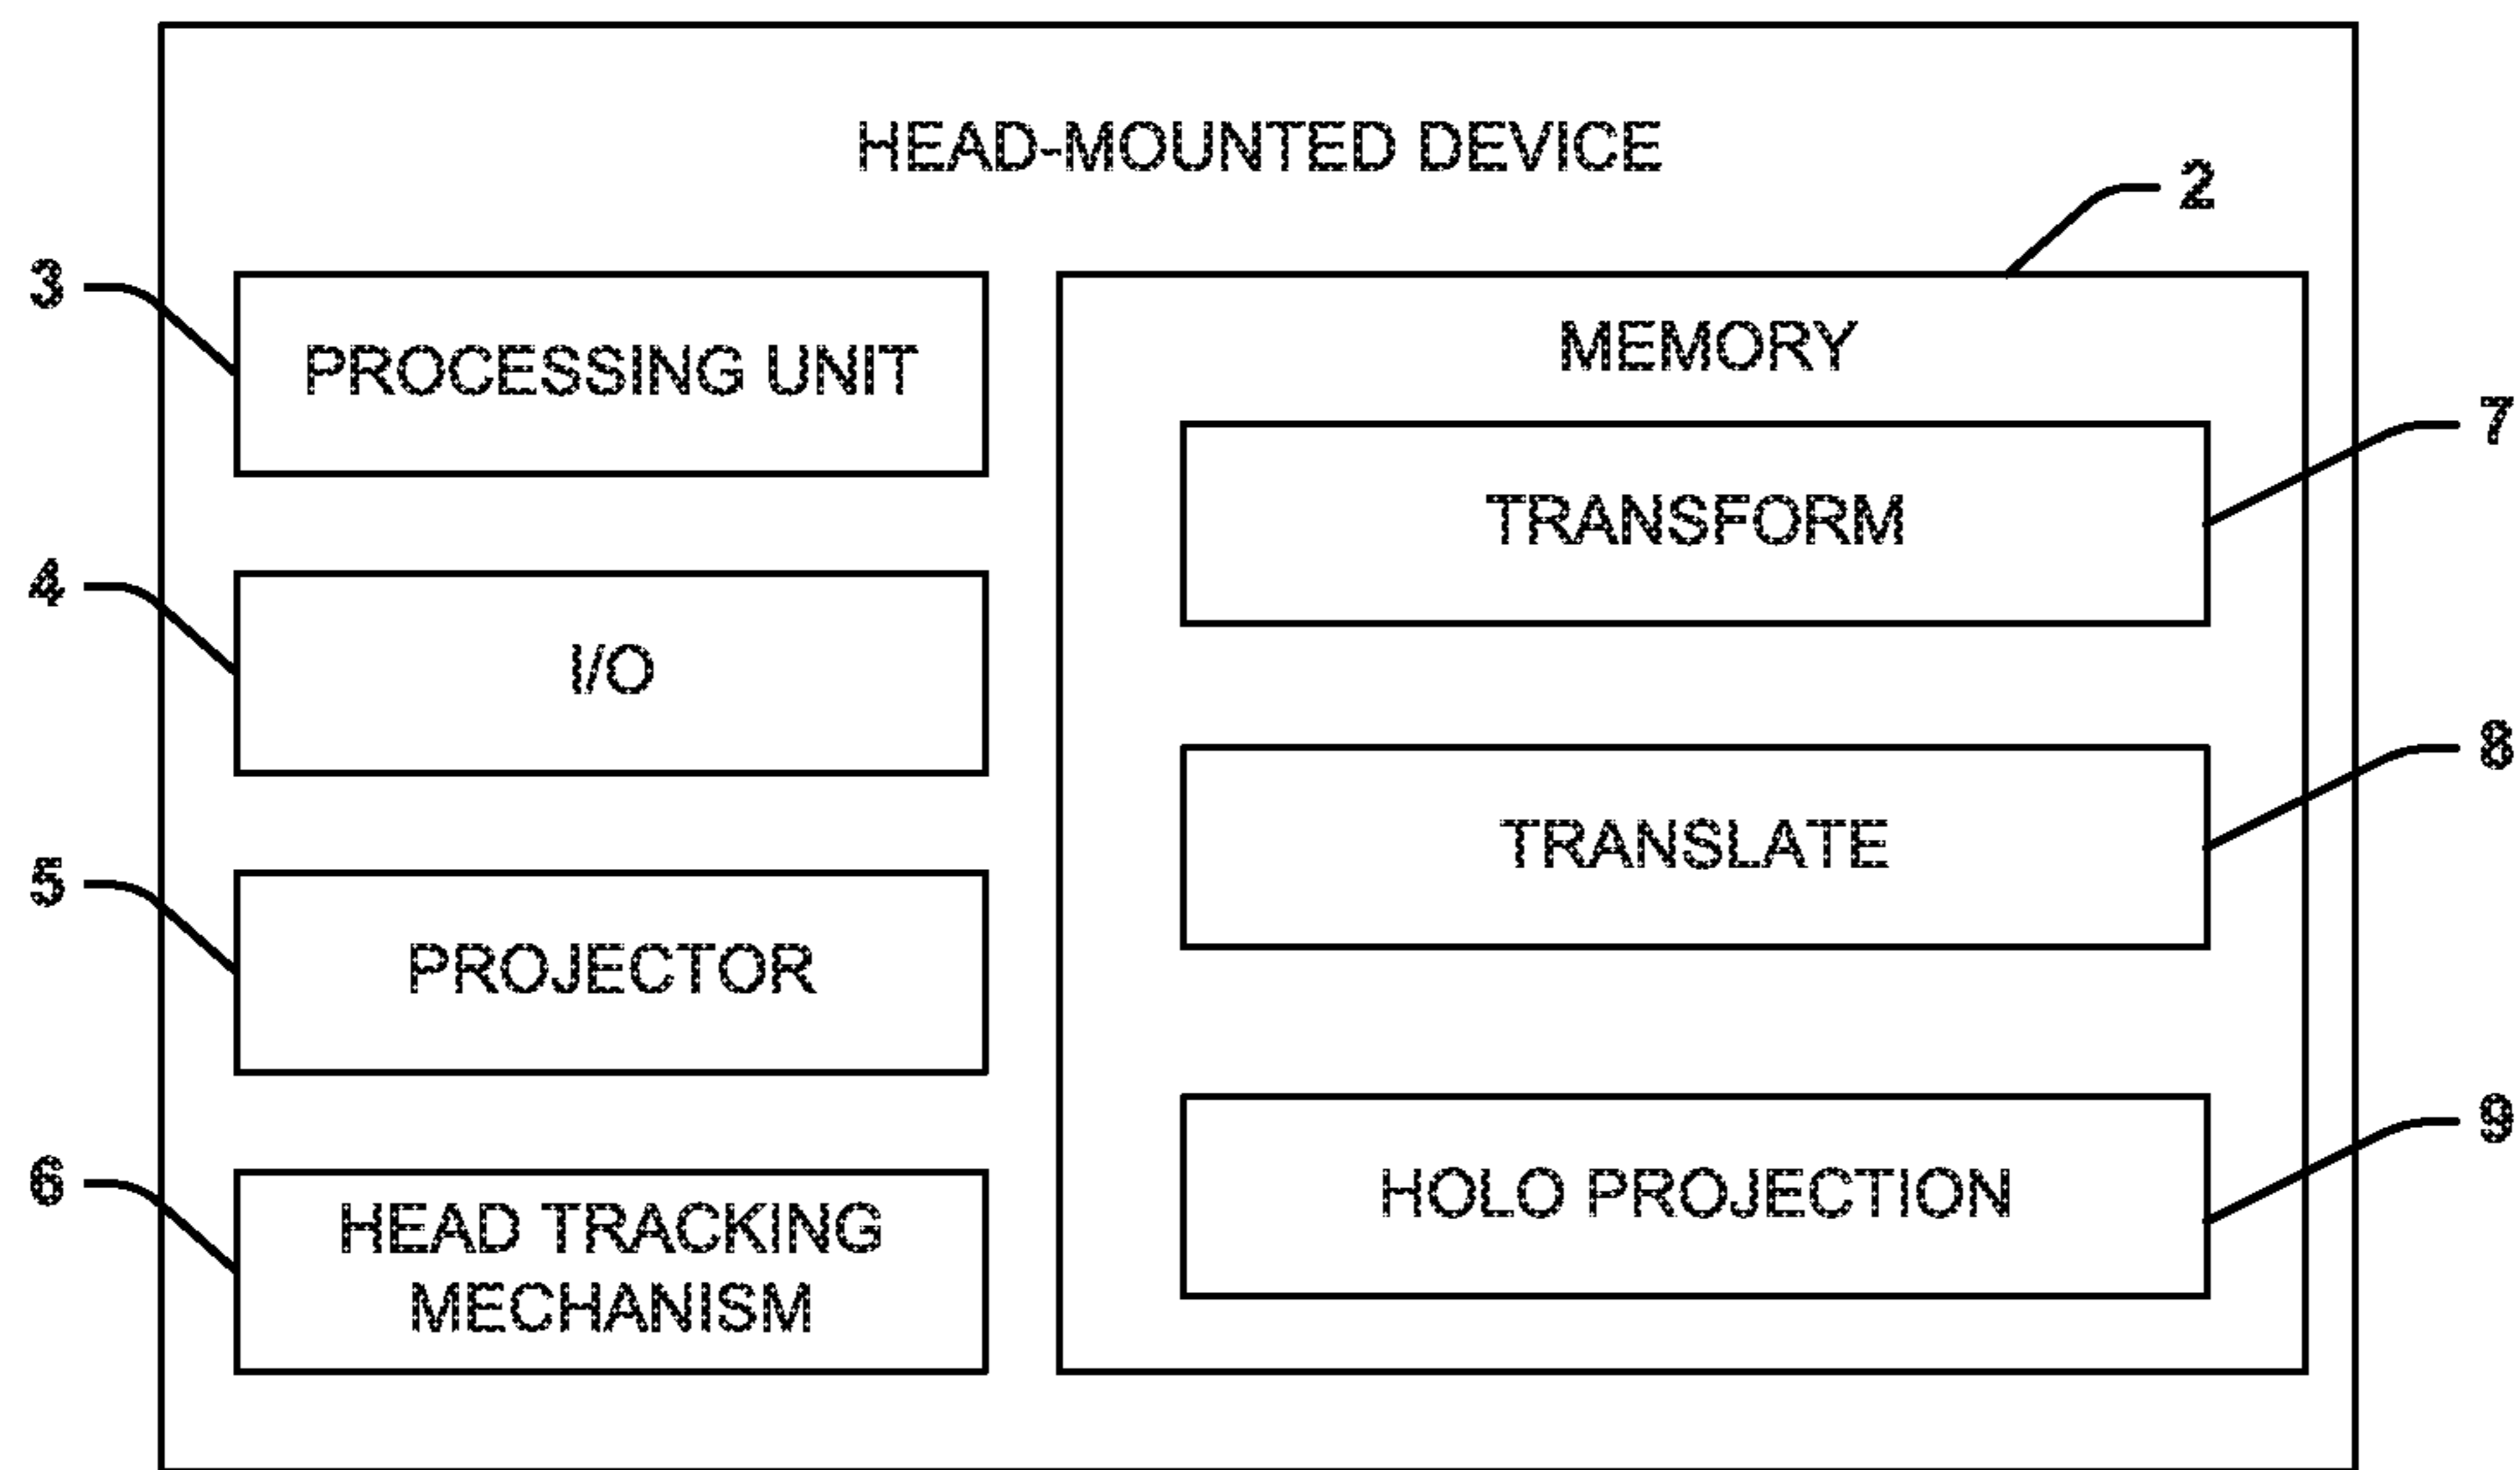 HEAD-MOUNTED DEVICE
2
3
PROCESSING UNIT
MEMORY
7
TRANSFORM
4
I/O
8
TRANSLATE
5
PROJECTOR
9
HOLO PROJECTION
6
HEAD TRACKING
MECHANISM